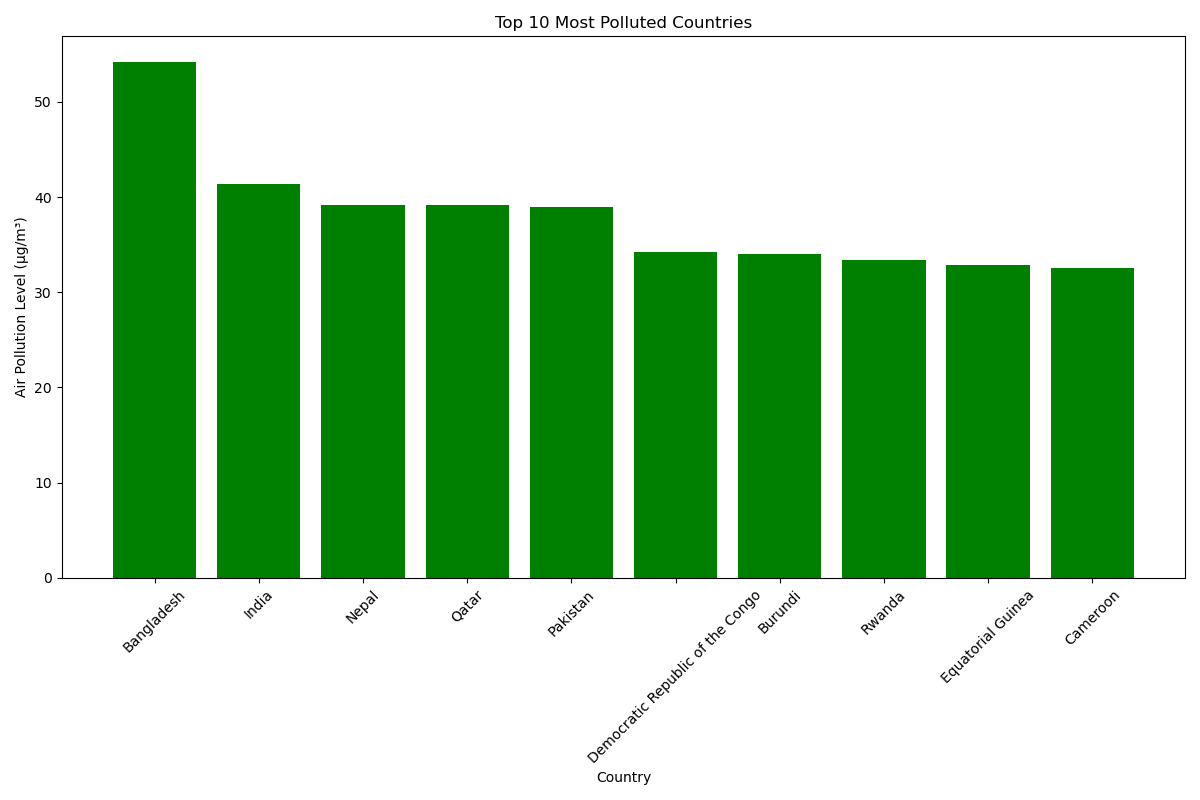 Top 10 Most Polluted Countries
Air Pollution Level (µg/m³)
50
40
30
20
10
0
Bangladesh
India
Nepal
Qatar
Pakistan
Democratic Republic of the Congo
Burundi
Rwanda
Equatorial Guinea
Cameroon
Country